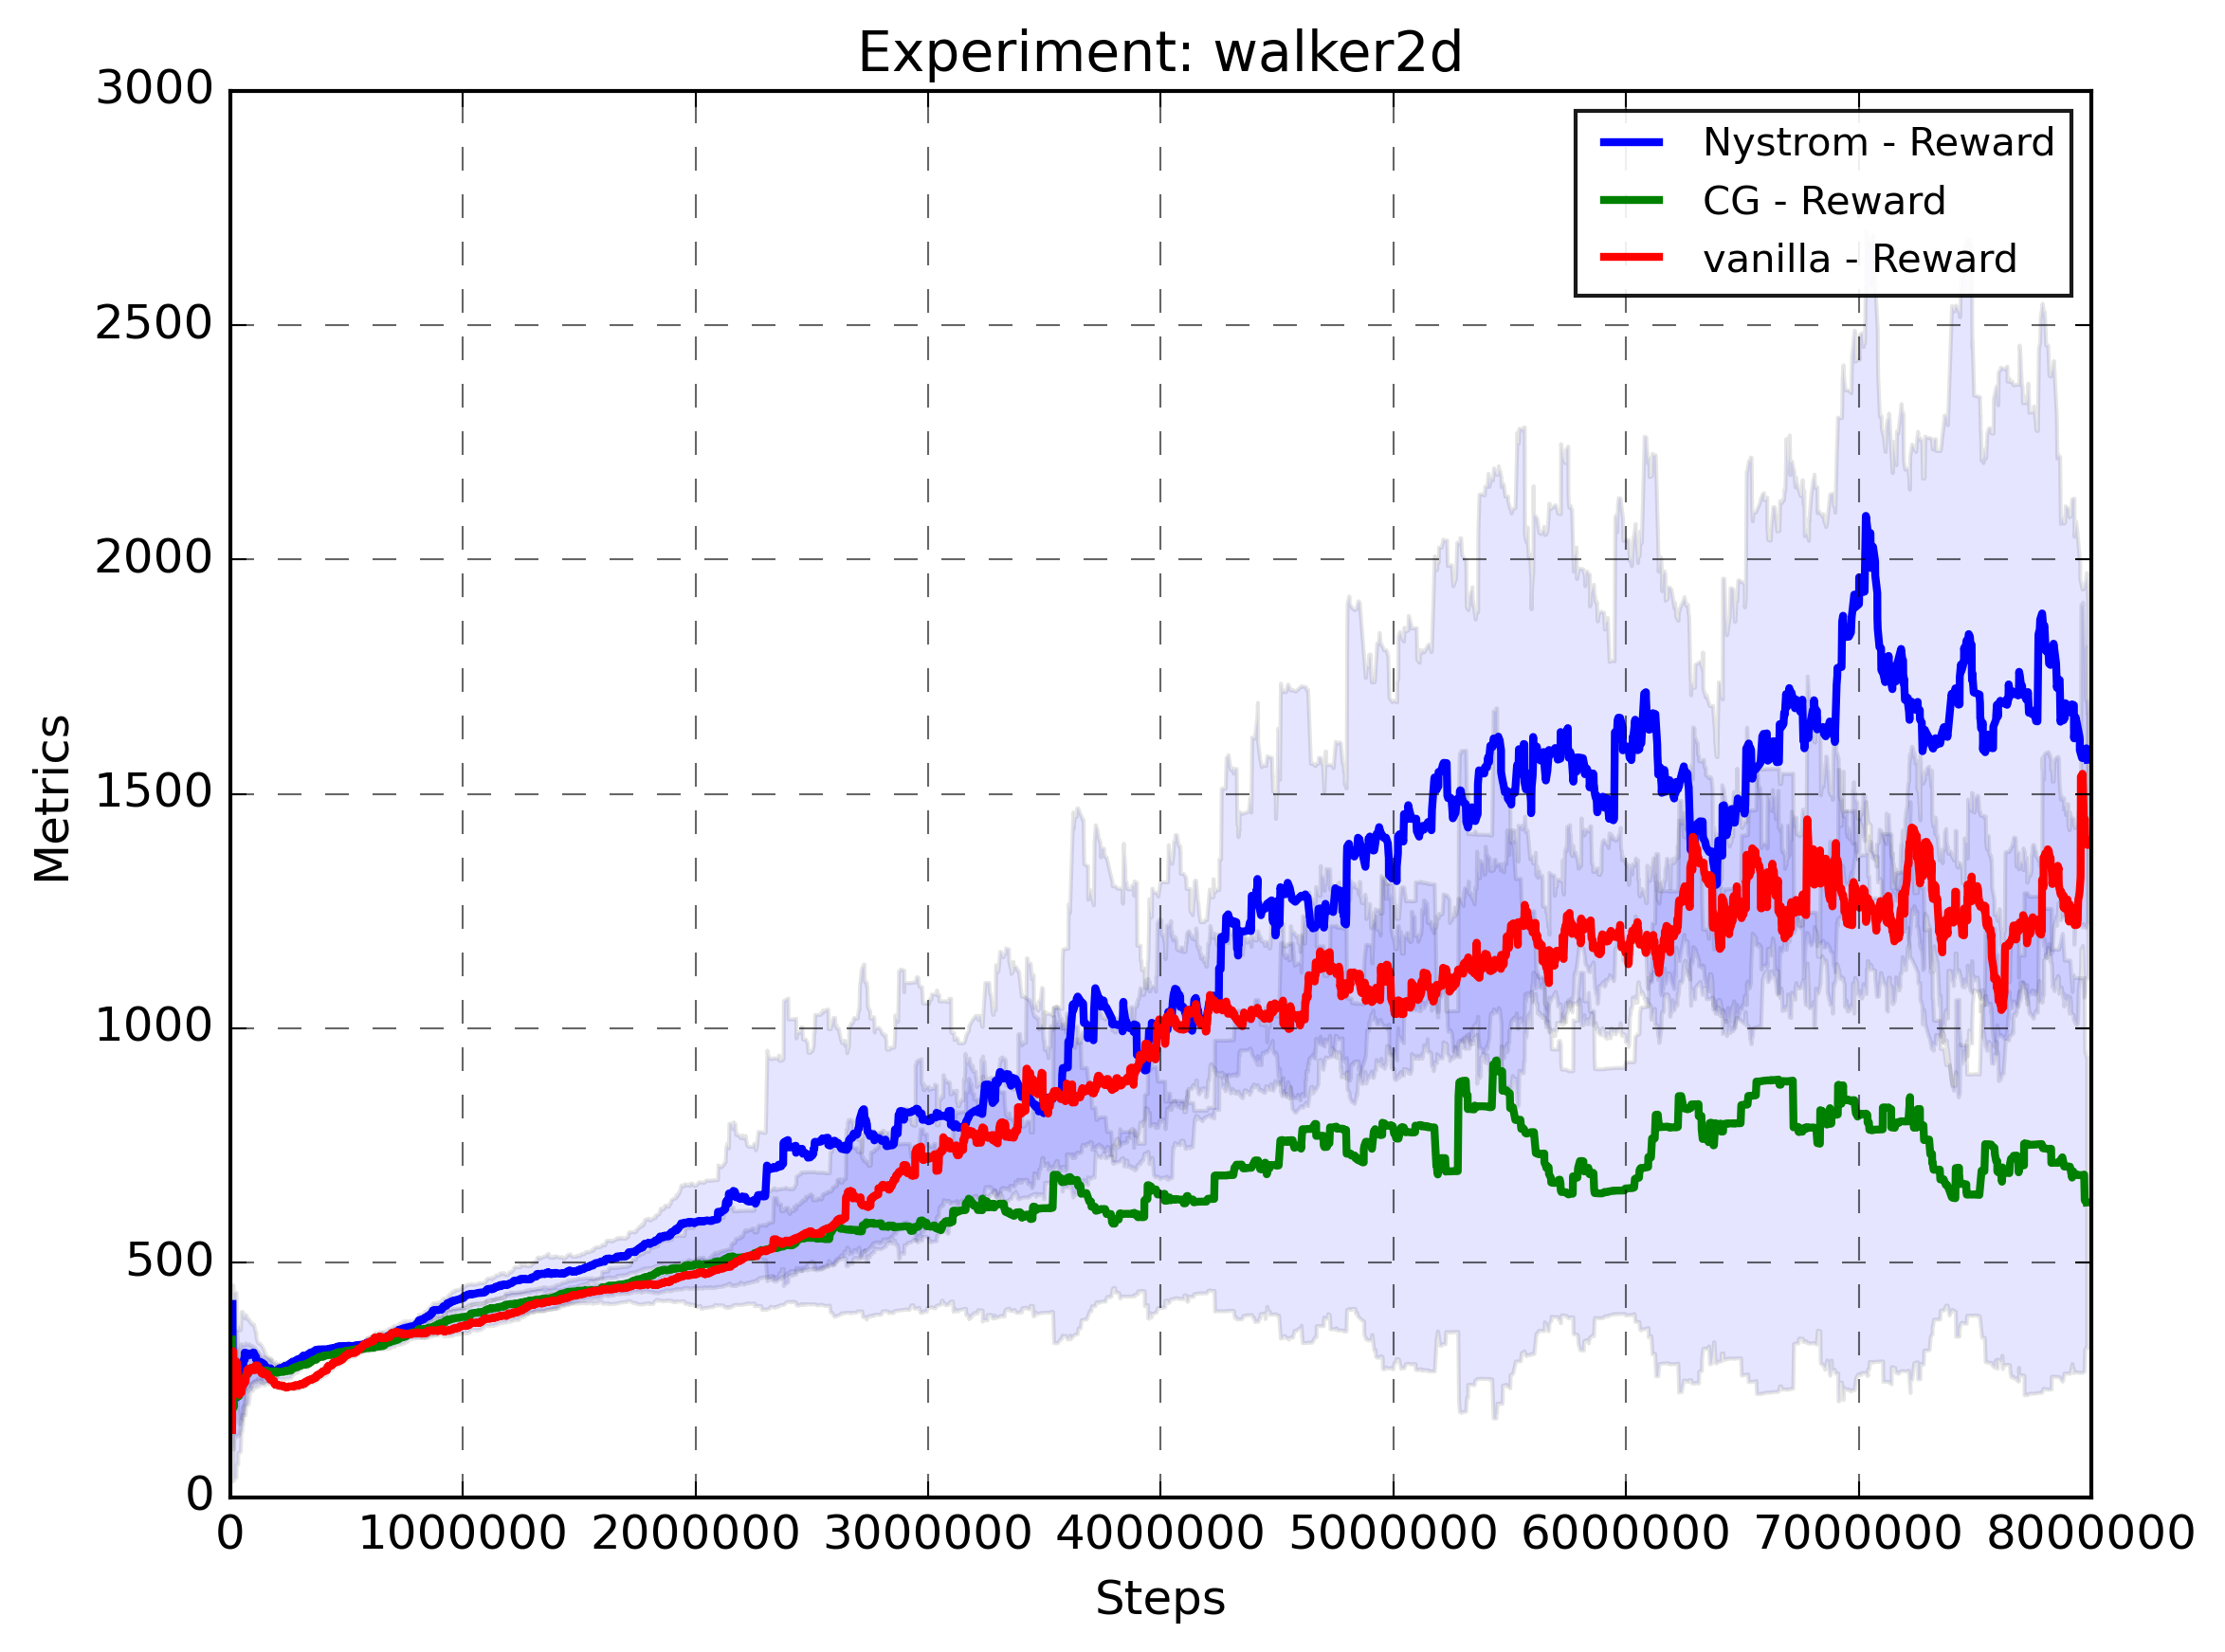 Experiment: walker2d
3000
2500
2000
1500
1000
500
0
Metrics
Nystrom - Reward
CG - Reward
vanilla - Reward
0 1000000 2000000 3000000 4000000 5000000 6000000 7000000 8000000
Steps